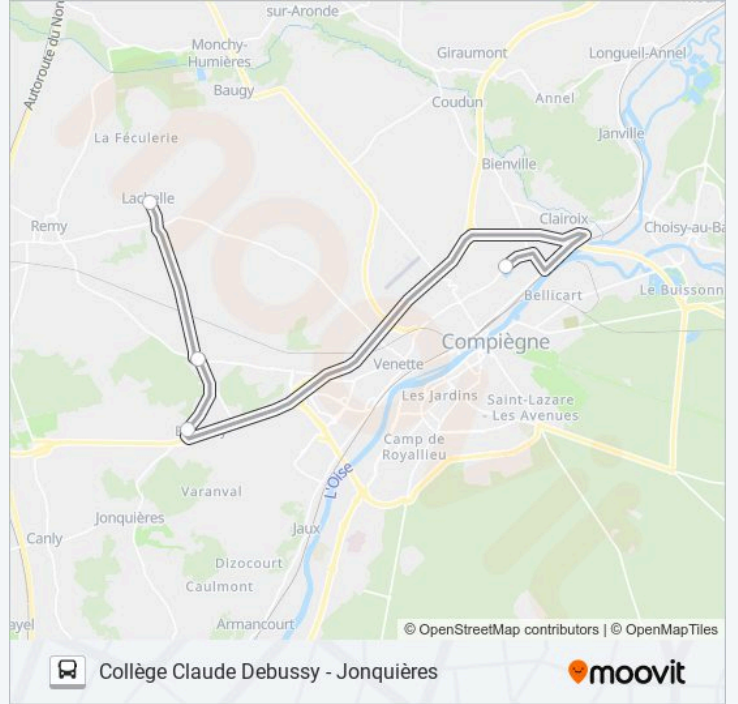 sur-Aronde
Autoroute du Nor
Monchy-
Humières
Giraumont
Longueil-Annel
Baugy
Coudun
Annel
Janville
La Féculerie
Bienville
Remy
Clairoix
Choisy-au-Ba
Bellicart
Le Buissonn
Compiègne
Venette
Les Jardins
Saint-Lazare
- Les Avenues
Camp de
Royallieu
L'Oise
Varanval
Jonquières
Canly
Jaux
Dizocourt
Caulmont
ayel
Armancourt
© OpenStreetMap contributors | © OpenMapTiles
Collège Claude Debussy - Jonquières
moovit